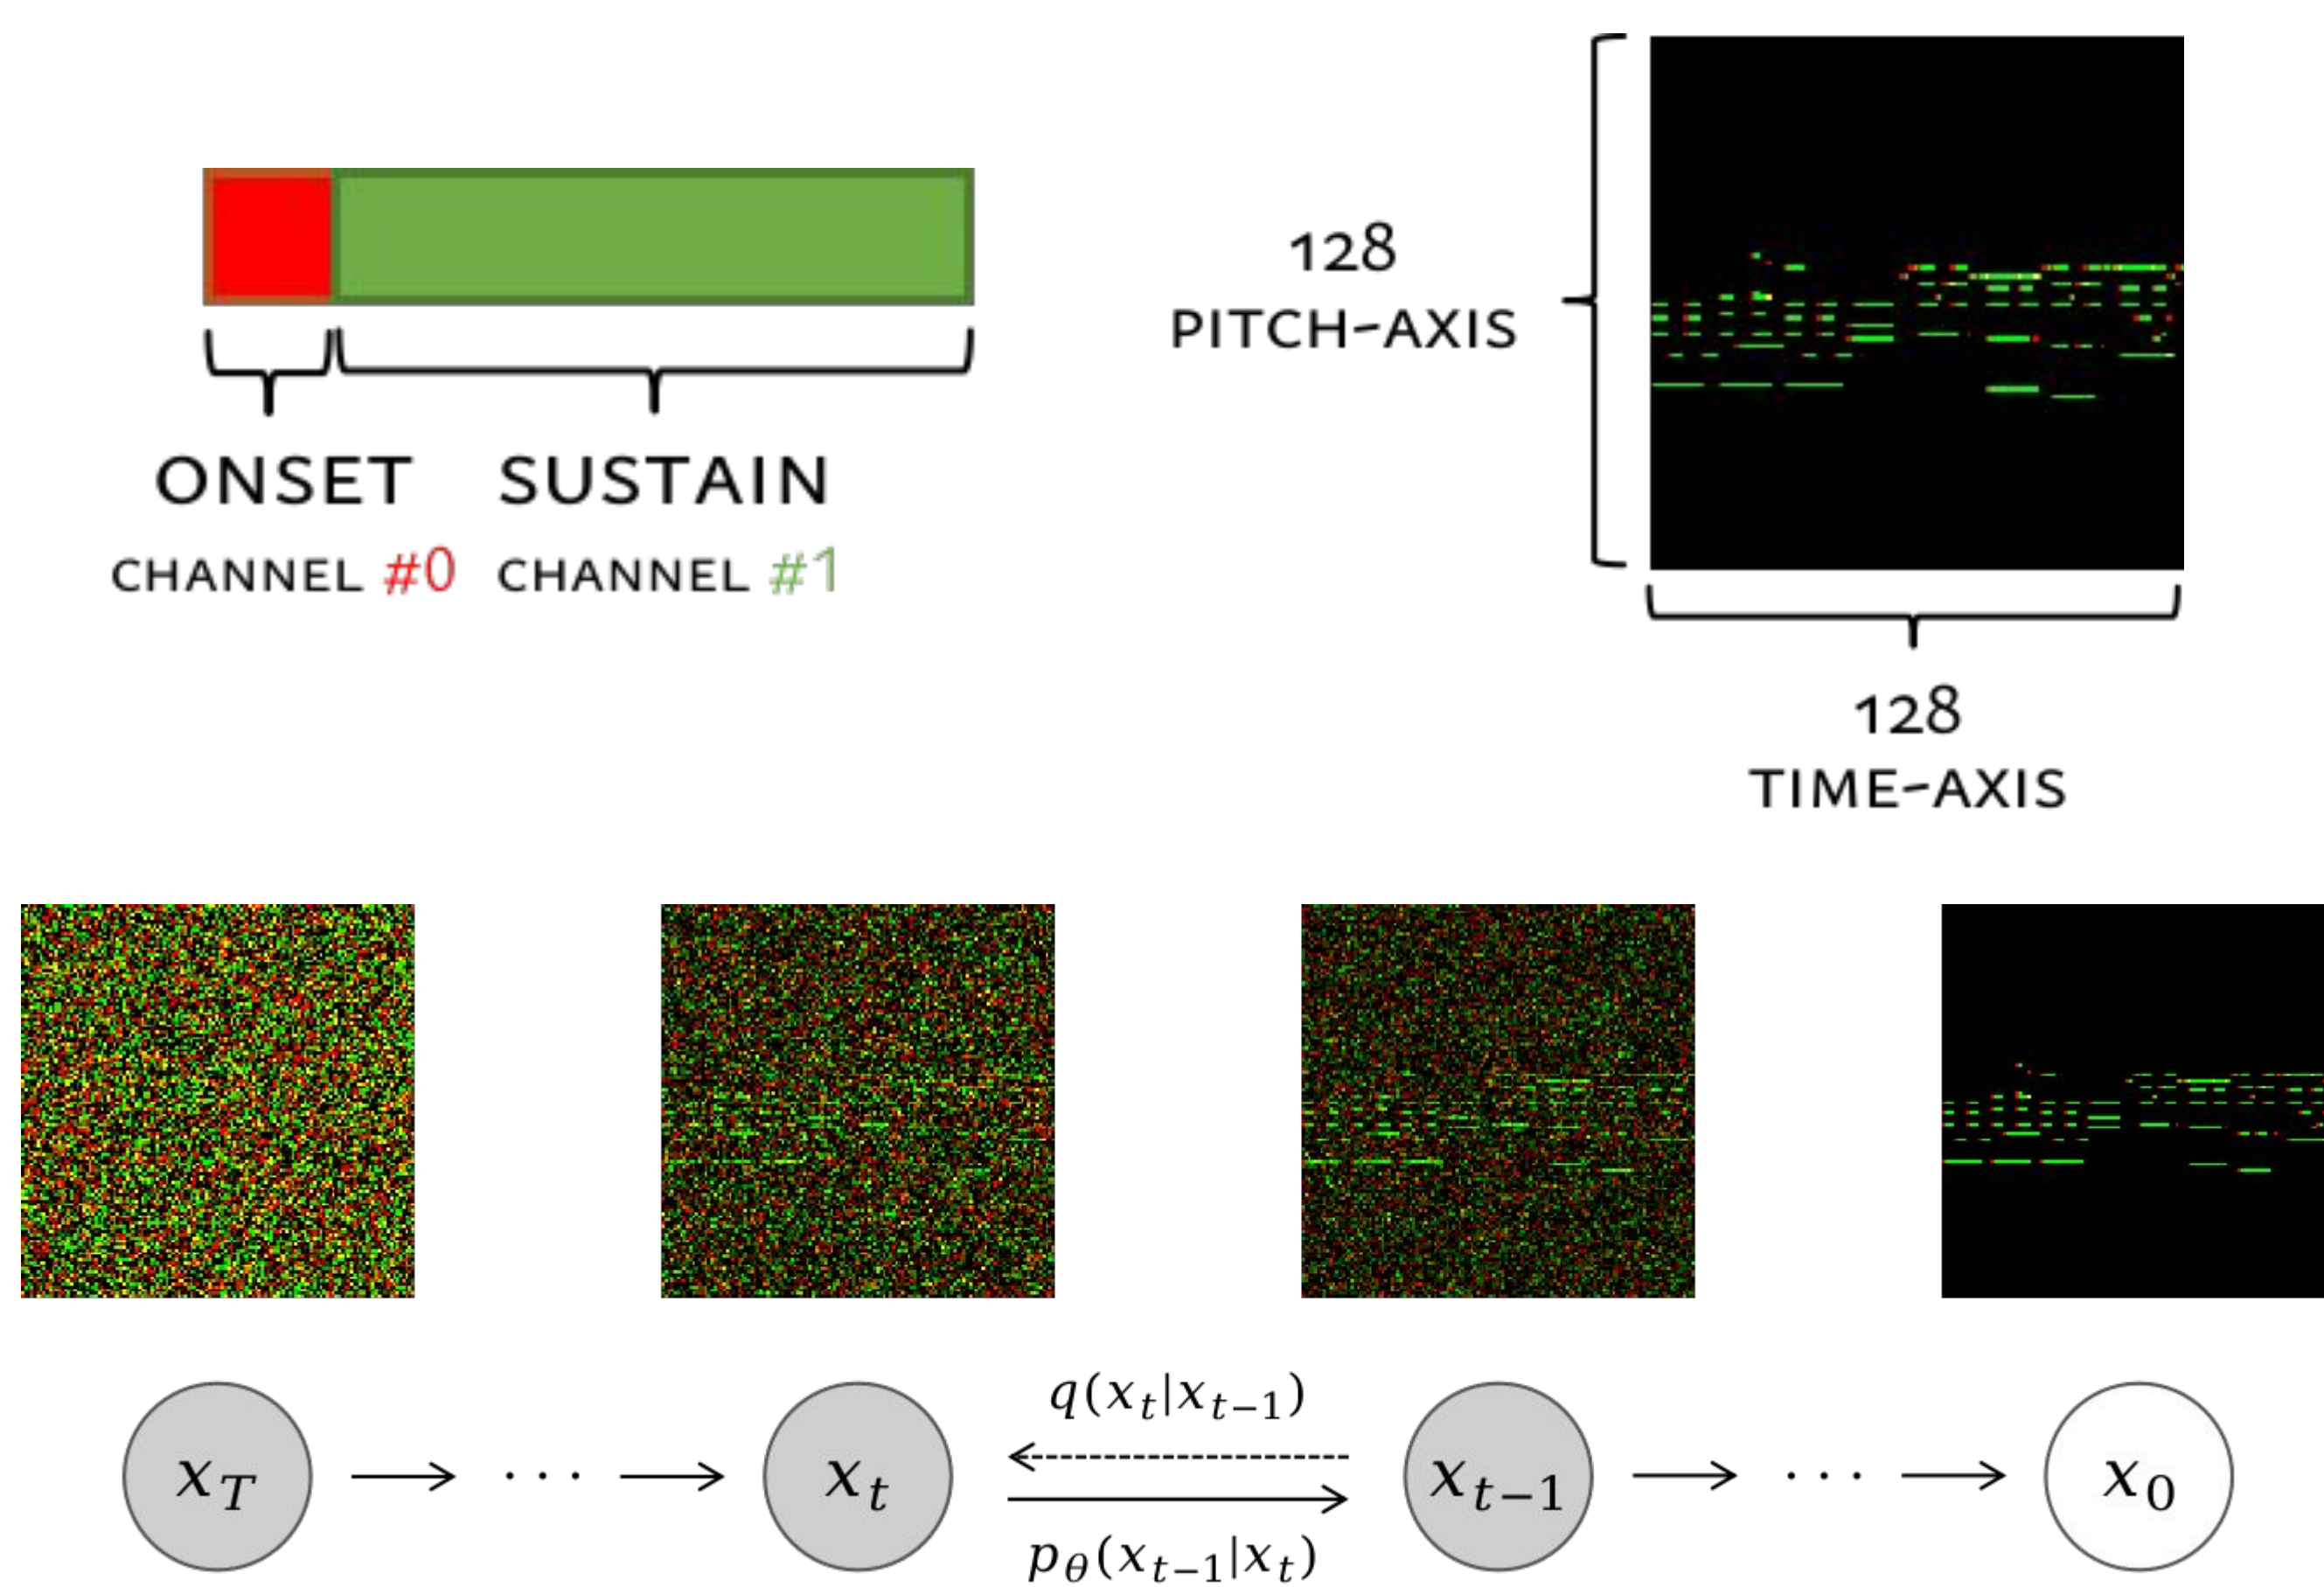 ONSET SUSTAIN
CHANNEL #0 CHANNEL #1
128
PITCH-AXIS
128
TIME-AXIS
q(x_t|x_{t−1})
x_T → ··· → x_t x_{t−1} → ··· → x_0
p_θ(x_{t−1}|x_t)